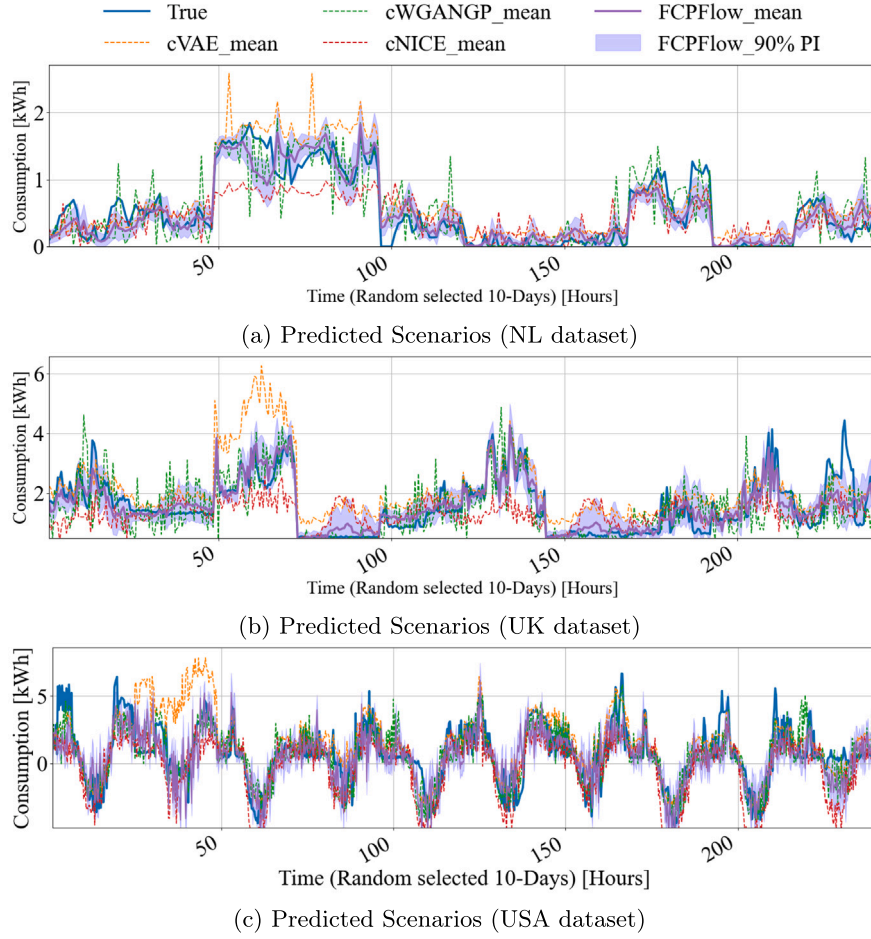 True cWGANGP_mean FCPFlow_mean
cVAE_mean cNICE_mean FCPFlow_90% PI
Consumption [kWh]
2
1
0
50 100 150 200
Time (Random selected 10-Days) [Hours]
(a) Predicted Scenarios (NL dataset)
Consumption [kWh]
6
4
2
50 100 150 200
Time (Random selected 10-Days) [Hours]
(b) Predicted Scenarios (UK dataset)
Consumption [kWh]
.5
0
50 100 150 200
Time (Random selected 10-Days) [Hours]
(c) Predicted Scenarios (USA dataset)